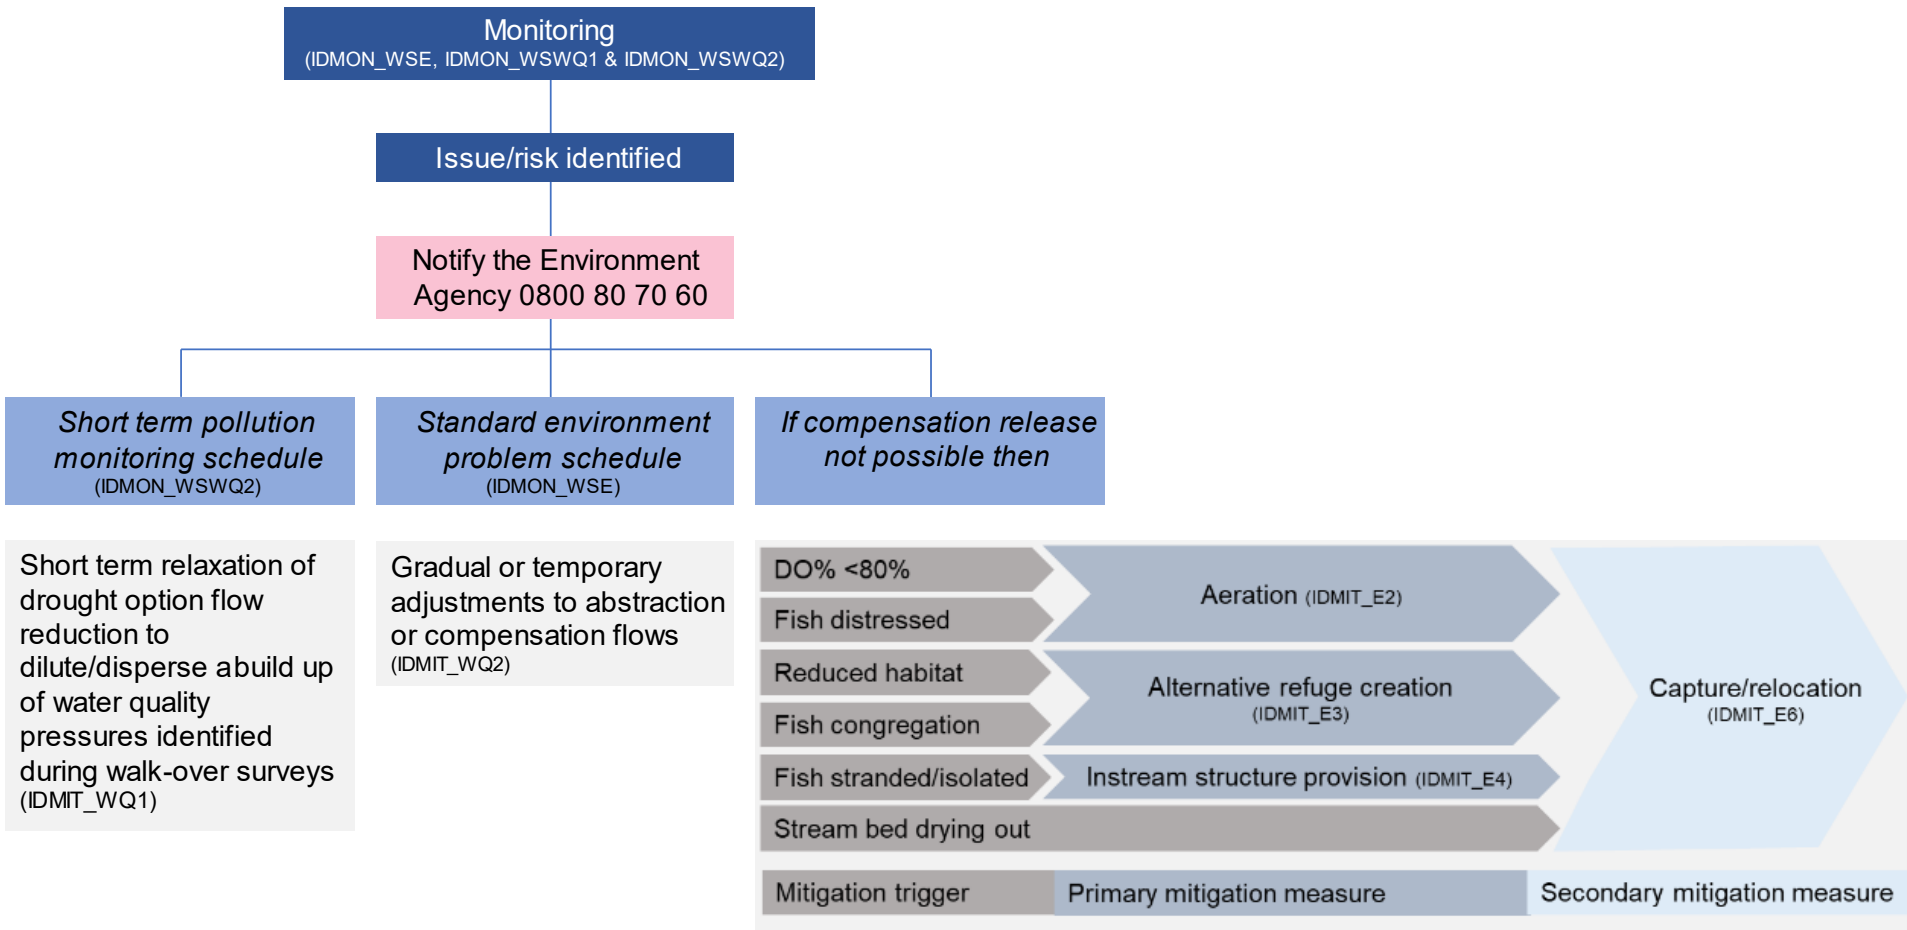 Monitoring
(IDMON_WSE, IDMON_WSWQ1 & IDMON_WSWQ2)
Issue/risk identified
Notify the Environment
Agency 0800 80 70 60
Short term pollution
monitoring schedule
(IDMON_WSWQ2)
Standard environment
problem schedule
(IDMON_WSE)
If compensation release
not possible then
Short term relaxation of
drought option flow
reduction to
dilute/disperse abuild up
of water quality
pressures identified
during walk-over surveys
(IDMIT_WQ1)
Gradual or temporary
adjustments to abstraction
or compensation flows
(IDMIT_WQ2)
DO% <80%
Fish distressed
Aeration (IDMIT_E2)
Reduced habitat
Fish congregation
Alternative refuge creation
(IDMIT_E3)
Fish stranded/isolated
Instream structure provision (IDMIT_E4)
Stream bed drying out
Capture/relocation
(IDMIT_E6)
Mitigation trigger
Primary mitigation measure
Secondary mitigation measure